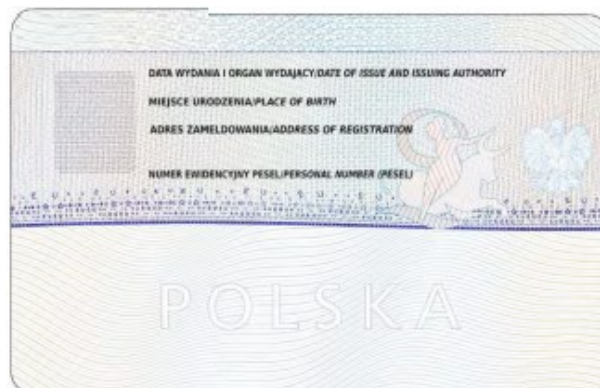 DATA WYDANIA I ORGAN WYDAJĄCY/DATE OF ISSUE AND ISSUING AUTHORITY
MIEJSCE URODZENIA/PLACE OF BIRTH
ADRES ZAMELDOWANIA/ADDRESS OF REGISTRATION
NUMER EWIDENCYJNY PESEL/PERSONAL NUMBER (PESEL)
POLSKA